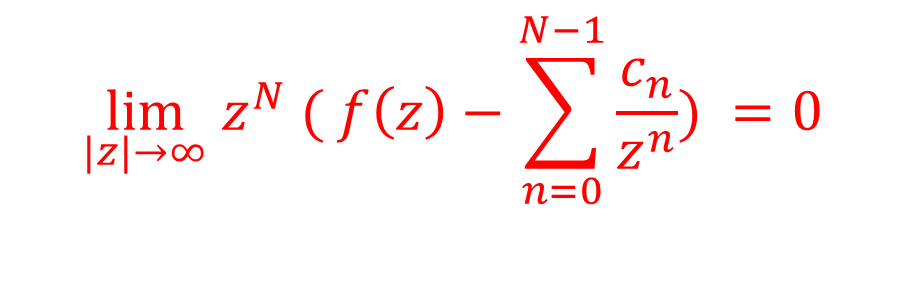 lim_{|z|→∞} z^N ( f(z) − ∑_{n=0}^{N−1} c_n/z^n ) = 0